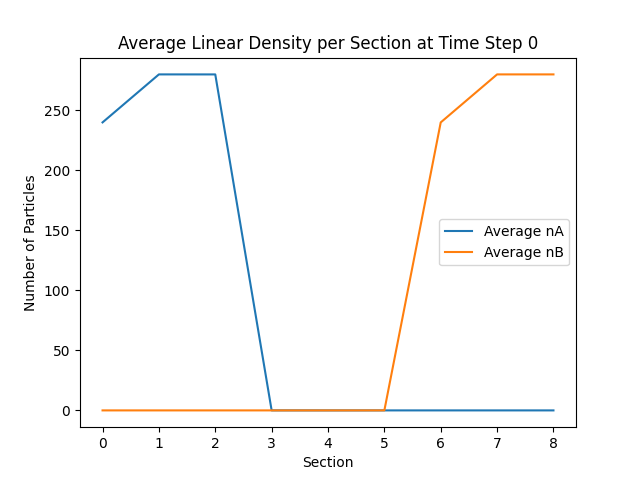 Average Linear Density per Section at Time Step 0
Number of Particles
250
200
150
100
50
0
Average nA
Average nB
0 1 2 3 4 5 6 7 8
Section